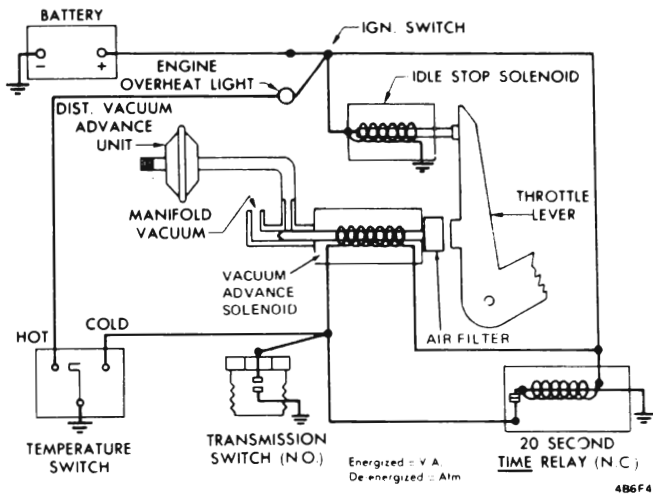 BATTERY
IGN. SWITCH
- +
ENGINE
OVERHEAT LIGHT
IDLE STOP SOLENOID
DIST. VACUUM
ADVANCE
UNIT
MANIFOLD
VACUUM
THROTTLE
LEVER
VACUUM
ADVANCE
SOLENOID
AIR FILTER
HOT
COLD
TEMPERATURE
SWITCH
TRANSMISSION
SWITCH (N.O.)
20 SECOND
TIME RELAY (N.C)
Energized = V.A.
De-energized = Atm
4B6F4